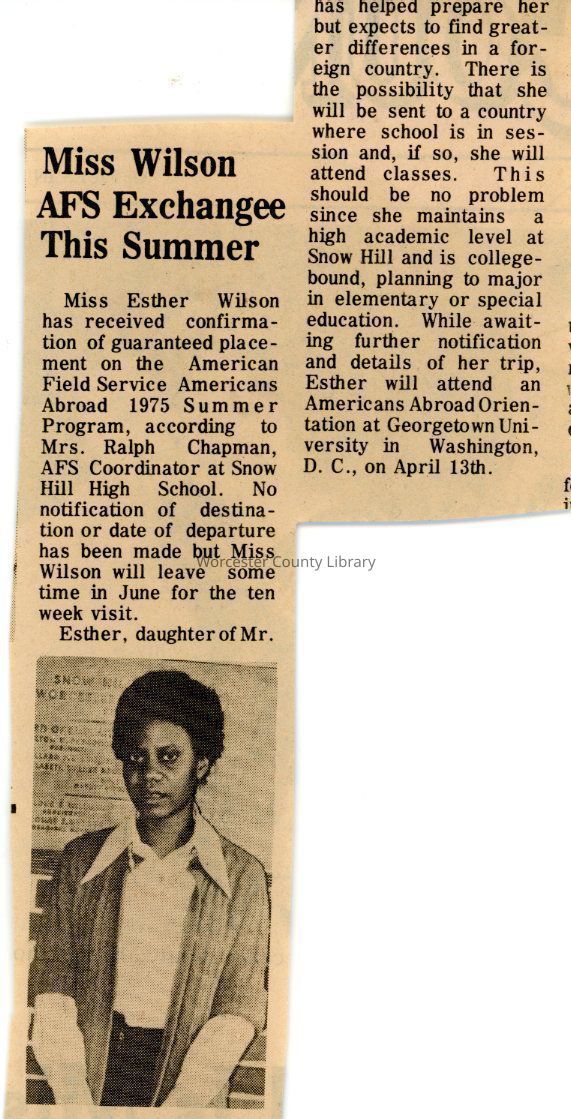 Miss Wilson
AFS Exchangee
This Summer
Miss Esther Wilson
has received confirma-
tion of guaranteed place-
ment on the American
Field Service Americans
Abroad 1975 Summer
Program, according to
Mrs. Ralph Chapman,
AFS Coordinator at Snow
Hill High School. No
notification of destina-
tion or date of departure
has been made but Miss
Wilson will leave some
time in June for the ten
week visit.
Esther, daughter of Mr.
SNOW
has helped prepare her
but expects to find great-
er differences in a for-
eign country. There is
the possibility that she
will be sent to a country
where school is in ses-
sion and, if so, she will
attend classes. This
should be no problem
since she maintains a
high academic level at
Snow Hill and is college-
bound, planning to major
in elementary or special
education. While await-
ing further notification
and details of her trip,
Esther will attend an
Americans Abroad Orien-
tation at Georgetown Uni-
versity in Washington,
D. C., on April 13th.
Worcester County Library